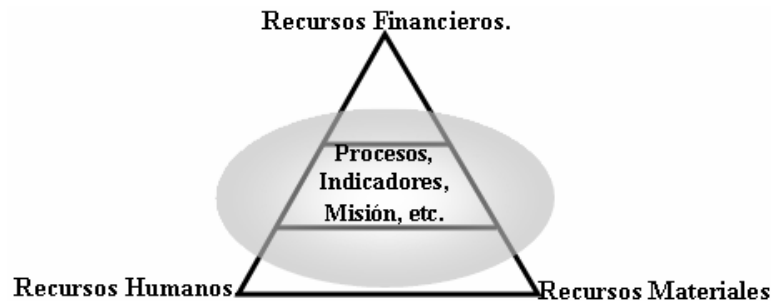 Recursos Financieros.
Procesos,
Indicadores,
Misión, etc.
Recursos Humanos
Recursos Materiales